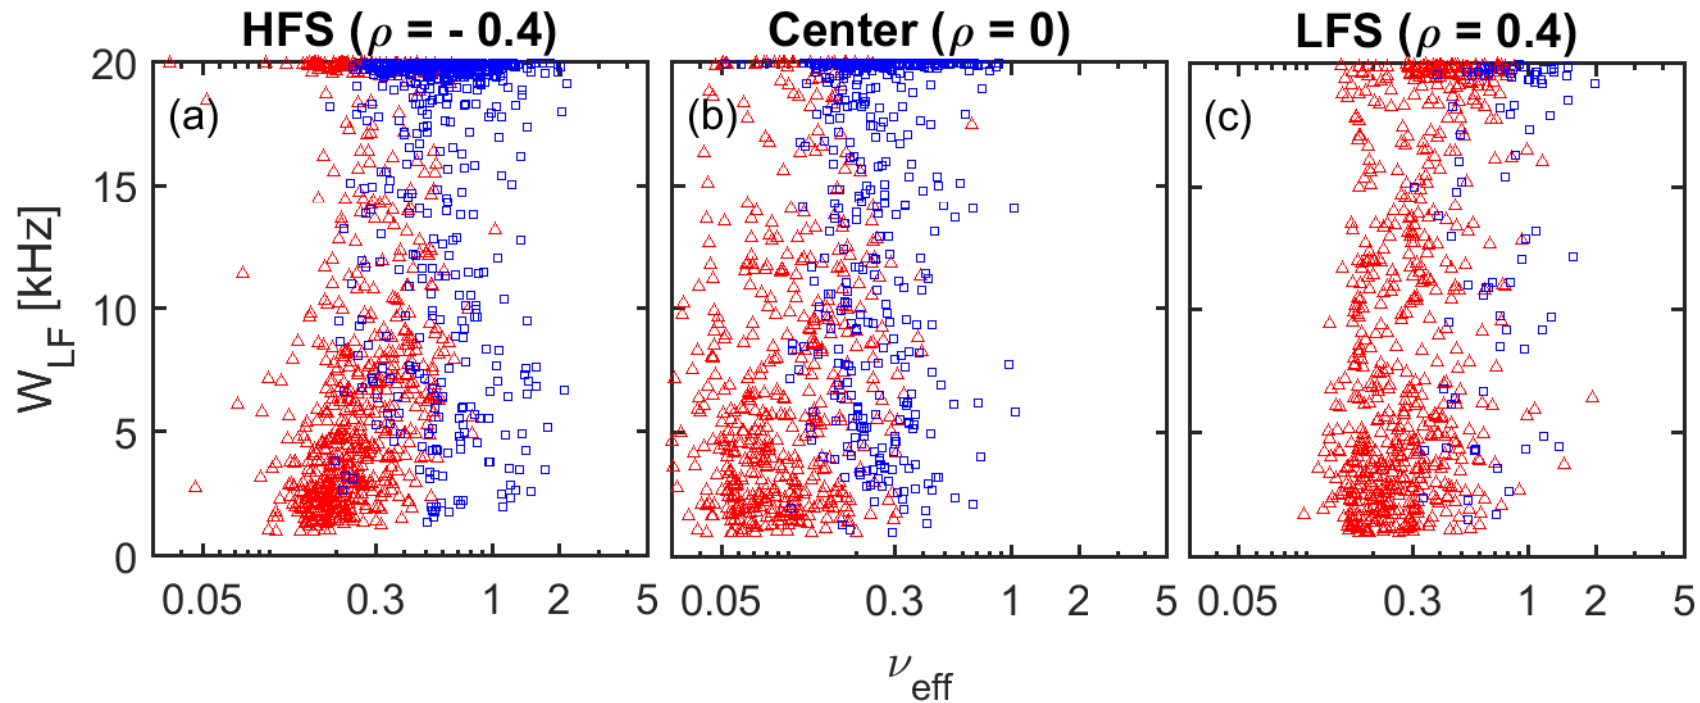 HFS (ρ = - 0.4) Center (ρ = 0) LFS (ρ = 0.4)
(a) (b) (c)
W_LF [kHz]
20
15
10
5
0
0.05 0.3 1 2 5 0.05 0.3 1 2 5 0.05 0.3 1 2 5
ν_eff